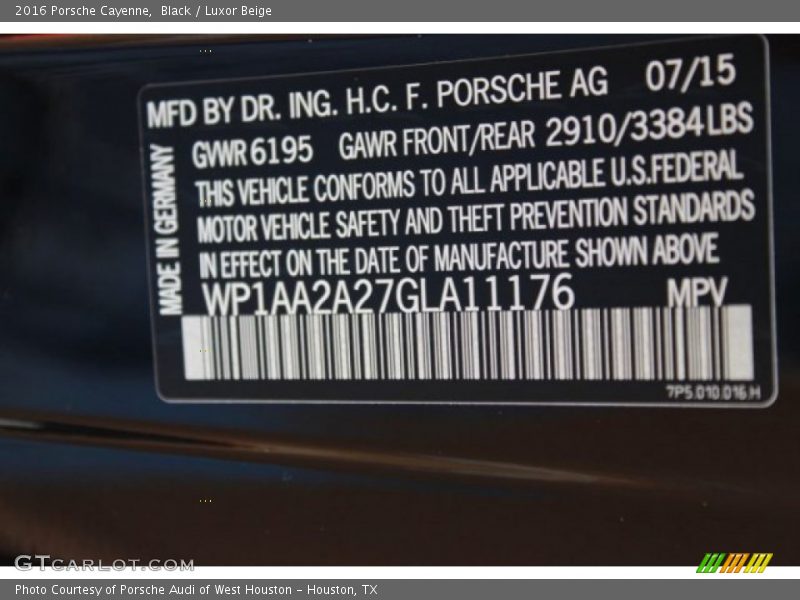 2016 Porsche Cayenne, Black / Luxor Beige
MFD BY DR. ING. H.C. F. PORSCHE AG 07/15
GVWR 6195 GAWR FRONT/REAR 2910/3384 LBS
THIS VEHICLE CONFORMS TO ALL APPLICABLE U.S.FEDERAL
MOTOR VEHICLE SAFETY AND THEFT PREVENTION STANDARDS
IN EFFECT ON THE DATE OF MANUFACTURE SHOWN ABOVE
MADE IN GERMANY
WP1AA2A27GLA11176 MPV
7P5.010.016.H
GTCARLOT.COM
Photo Courtesy of Porsche Audi of West Houston - Houston, TX